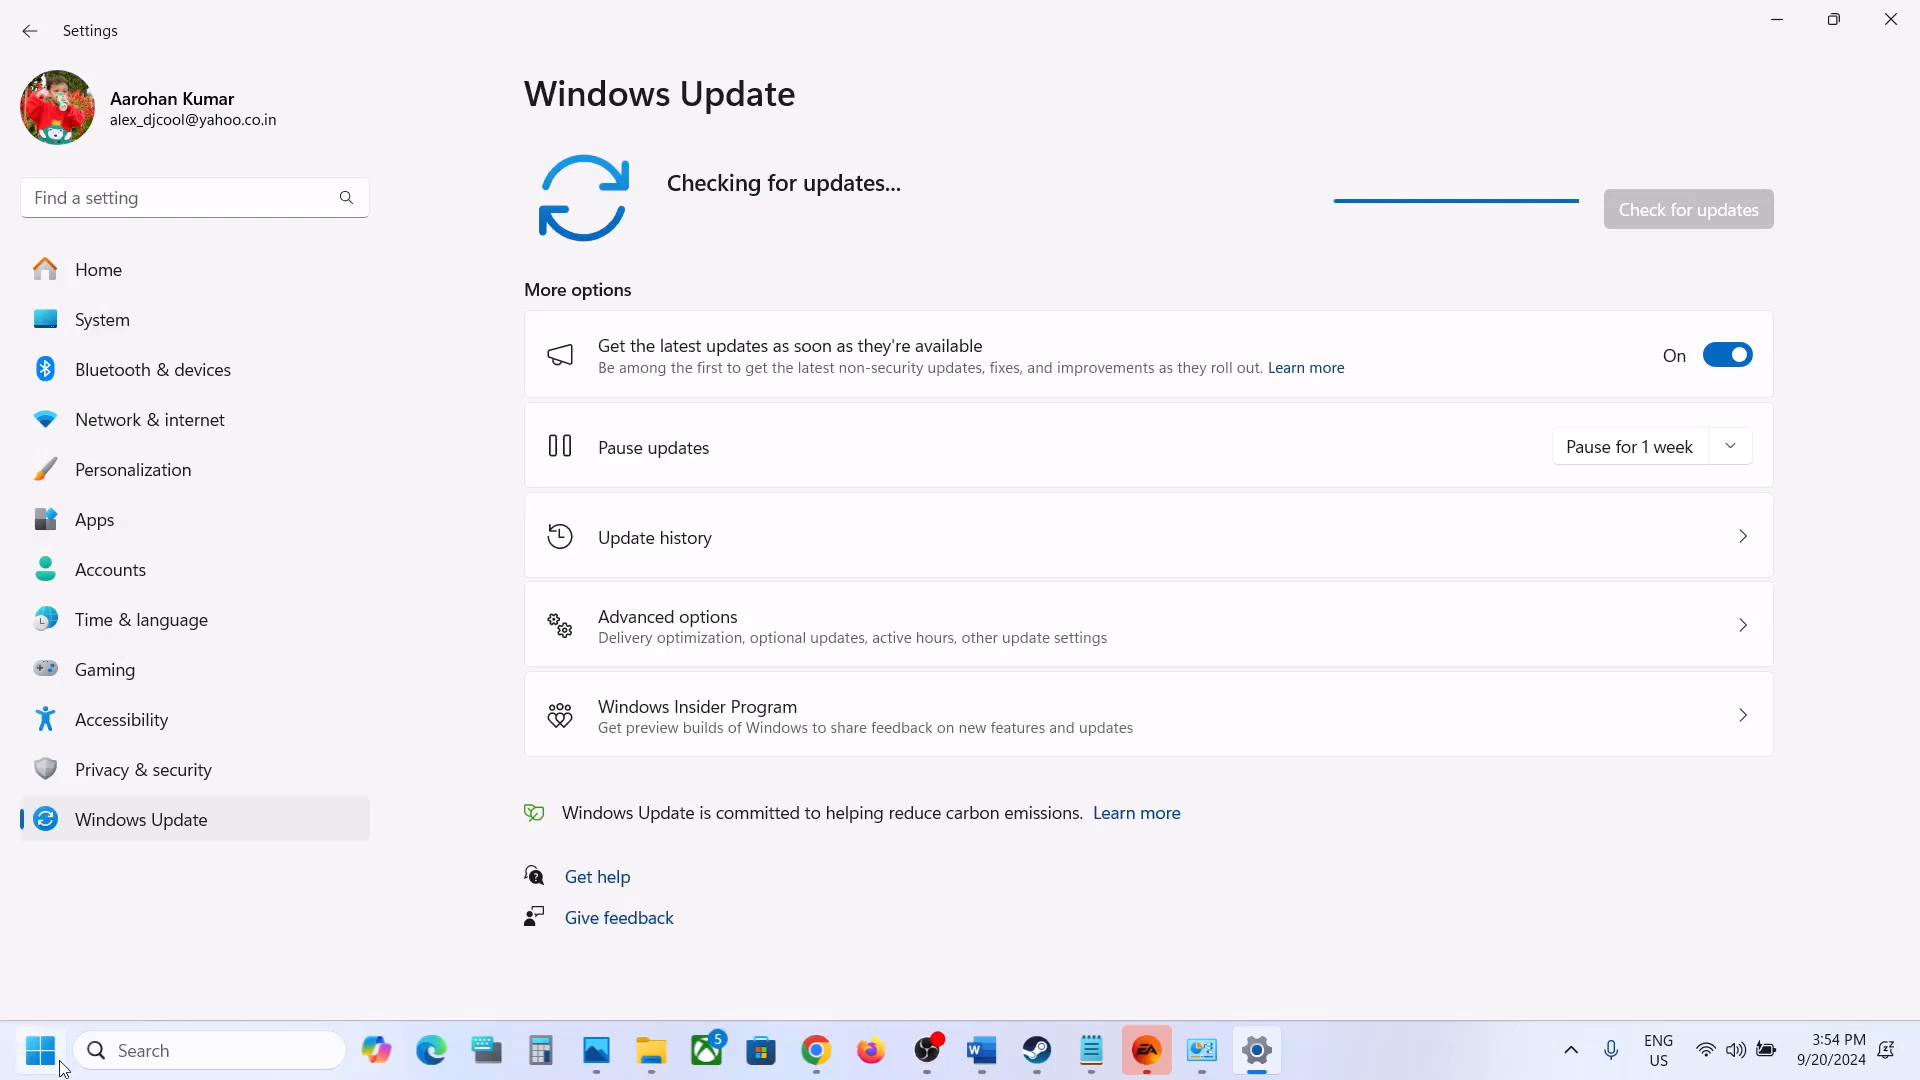 Settings
Aarohan Kumar
alex_djcool@yahoo.co.in
Find a setting
Home
System
Bluetooth & devices
Network & internet
Personalization
Apps
Accounts
Time & language
Gaming
Accessibility
Privacy & security
Windows Update
Windows Update
Checking for updates...
Check for updates
More options
Get the latest updates as soon as they're available
Be among the first to get the latest non-security updates, fixes, and improvements as they roll out. Learn more
On
Pause updates
Pause for 1 week
Update history
Advanced options
Delivery optimization, optional updates, active hours, other update settings
Windows Insider Program
Get preview builds of Windows to share feedback on new features and updates
Windows Update is committed to helping reduce carbon emissions. Learn more
Get help
Give feedback
Search
5
W
EA
ENG
US
3:54 PM
9/20/2024